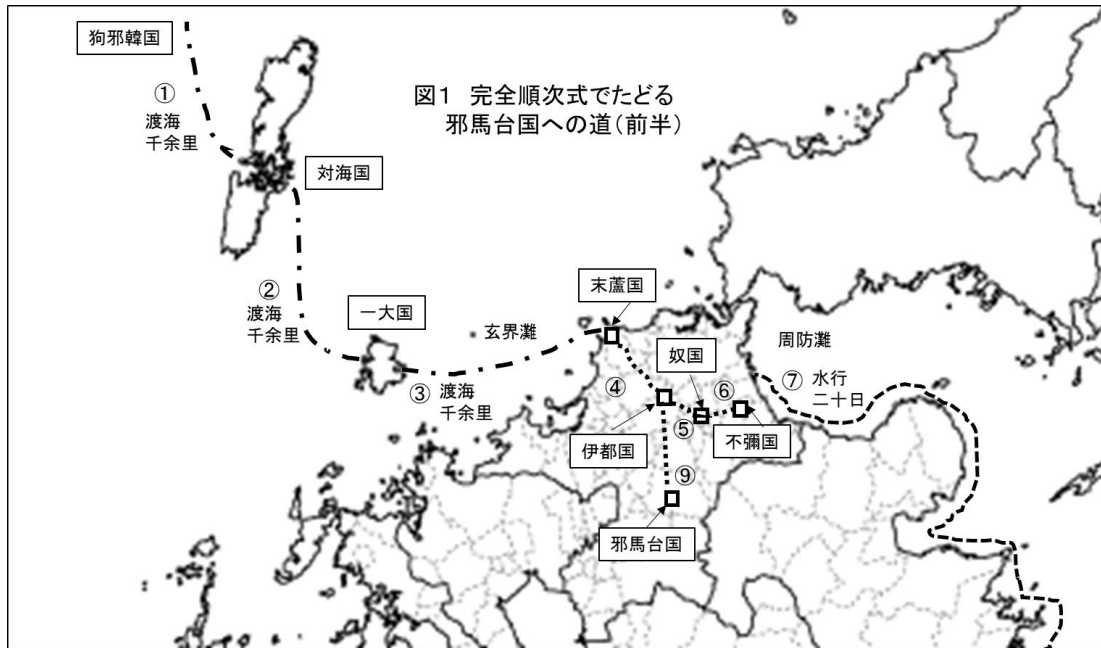 狗邪韓国
①
渡海
千余里
図1 完全順次式でたどる
邪馬台国への道(前半)
対海国
②
渡海
千余里
一大国
末蘆国
玄界灘
③ 渡海
千余里
④
奴国
⑥
周防灘
⑦ 水行
二十日
伊都国
⑤
不彌国
⑨
邪馬台国